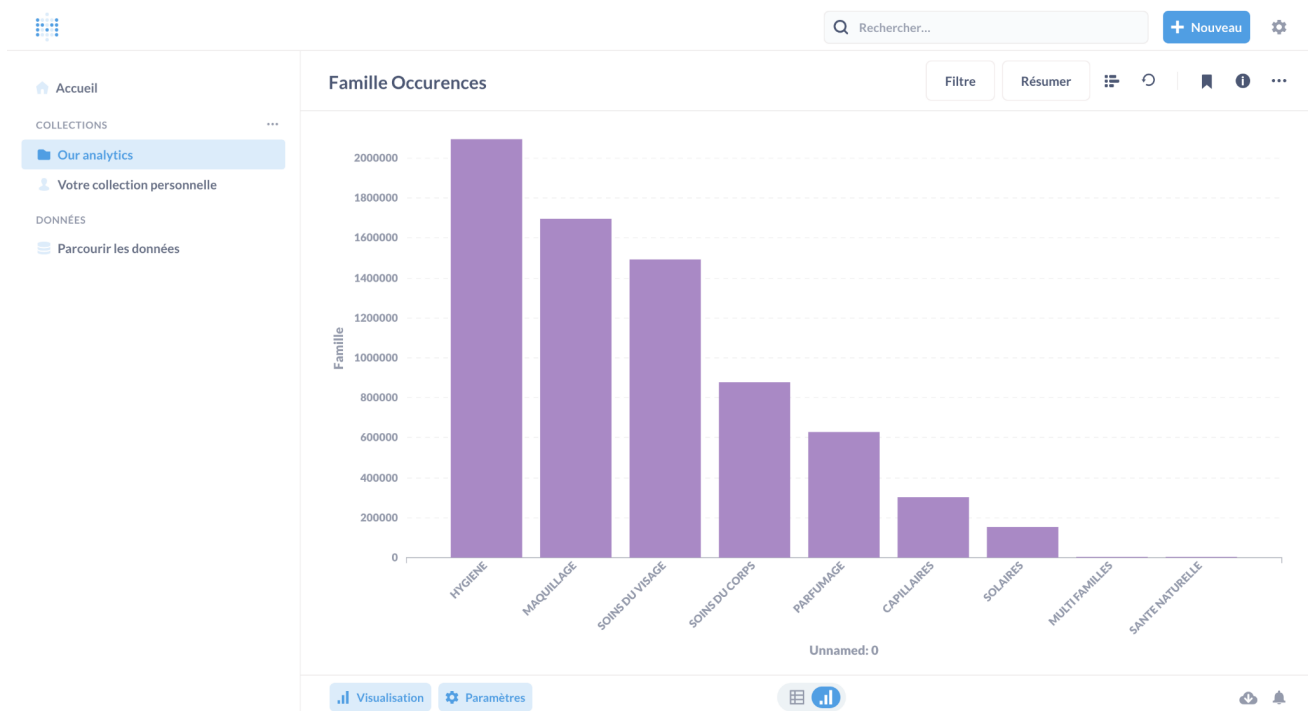 Rechercher...
Nouveau
Accueil
COLLECTIONS
Our analytics
Votre collection personnelle
DONNÉES
Parcourir les données
Famille Occurences
Filtre
Résumer
Famille
2000000
1800000
1600000
1400000
1200000
1000000
800000
600000
400000
200000
0
HYGIENE
MAQUILLAGE
SOINS DU VISAGE
SOINS DU CORPS
PARFUMAGE
CAPILLAIRES
SOLAIRES
MULTI FAMILLES
SANTE NATURELLE
Unnamed: 0
Visualisation
Paramètres